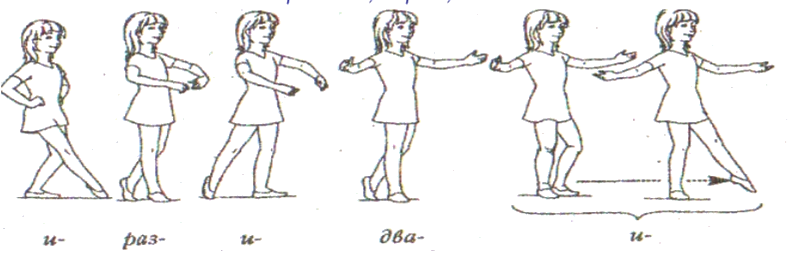 и- раз- и- два- и-